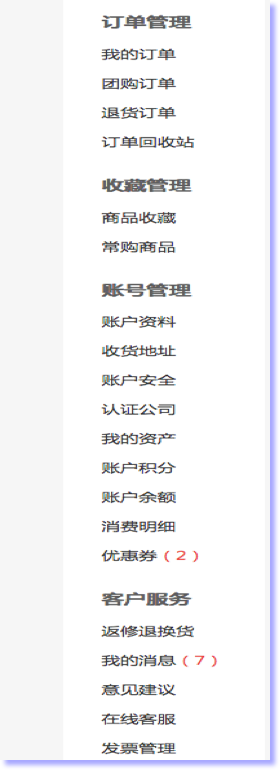 订单管理
我的订单
团购订单
退货订单
订单回收站
收藏管理
商品收藏
常购商品
账号管理
账户资料
收货地址
账户安全
认证公司
我的资产
账户积分
账户余额
消费明细
优惠券（2）
客户服务
返修退换货
我的消息（7）
意见建议
在线客服
发票管理